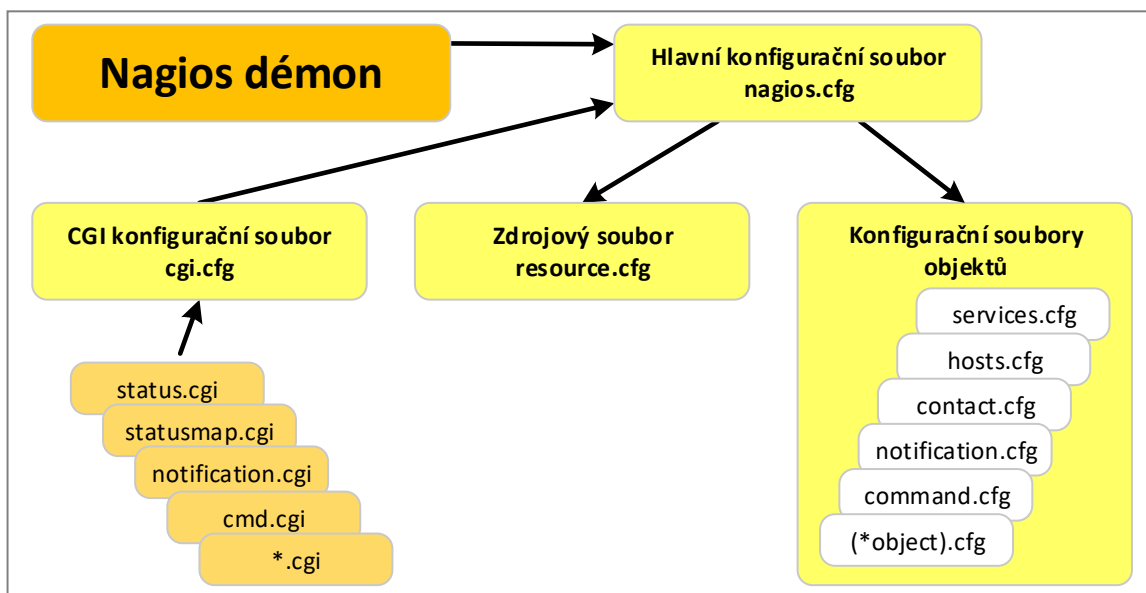 Nagios démon
Hlavní konfigurační soubor
nagios.cfg
CGI konfigurační soubor
cgi.cfg
Zdrojový soubor
resource.cfg
Konfigurační soubory
objektů
services.cfg
hosts.cfg
contact.cfg
notification.cfg
command.cfg
(*object).cfg
status.cgi
statusmap.cgi
notification.cgi
cmd.cgi
*.cgi